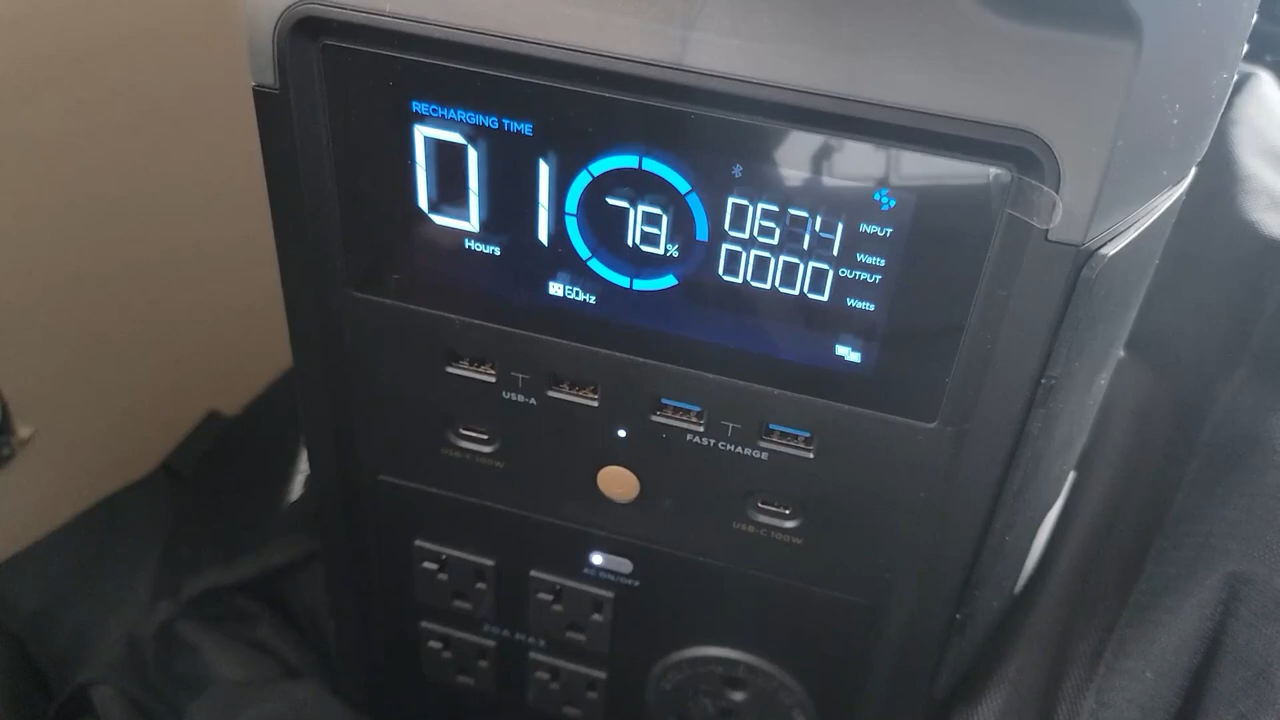 RECHARGING TIME
01
Hours
78%
60Hz
0674
INPUT
Watts
0000
OUTPUT
Watts
USB-A
FAST CHARGE
USB-C 100W
USB-C 100W
AC ON/OFF
20A MAX